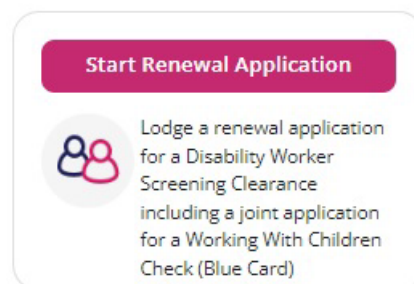 Start Renewal Application
Lodge a renewal application
for a Disability Worker
Screening Clearance
including a joint application
for a Working With Children
Check (Blue Card)